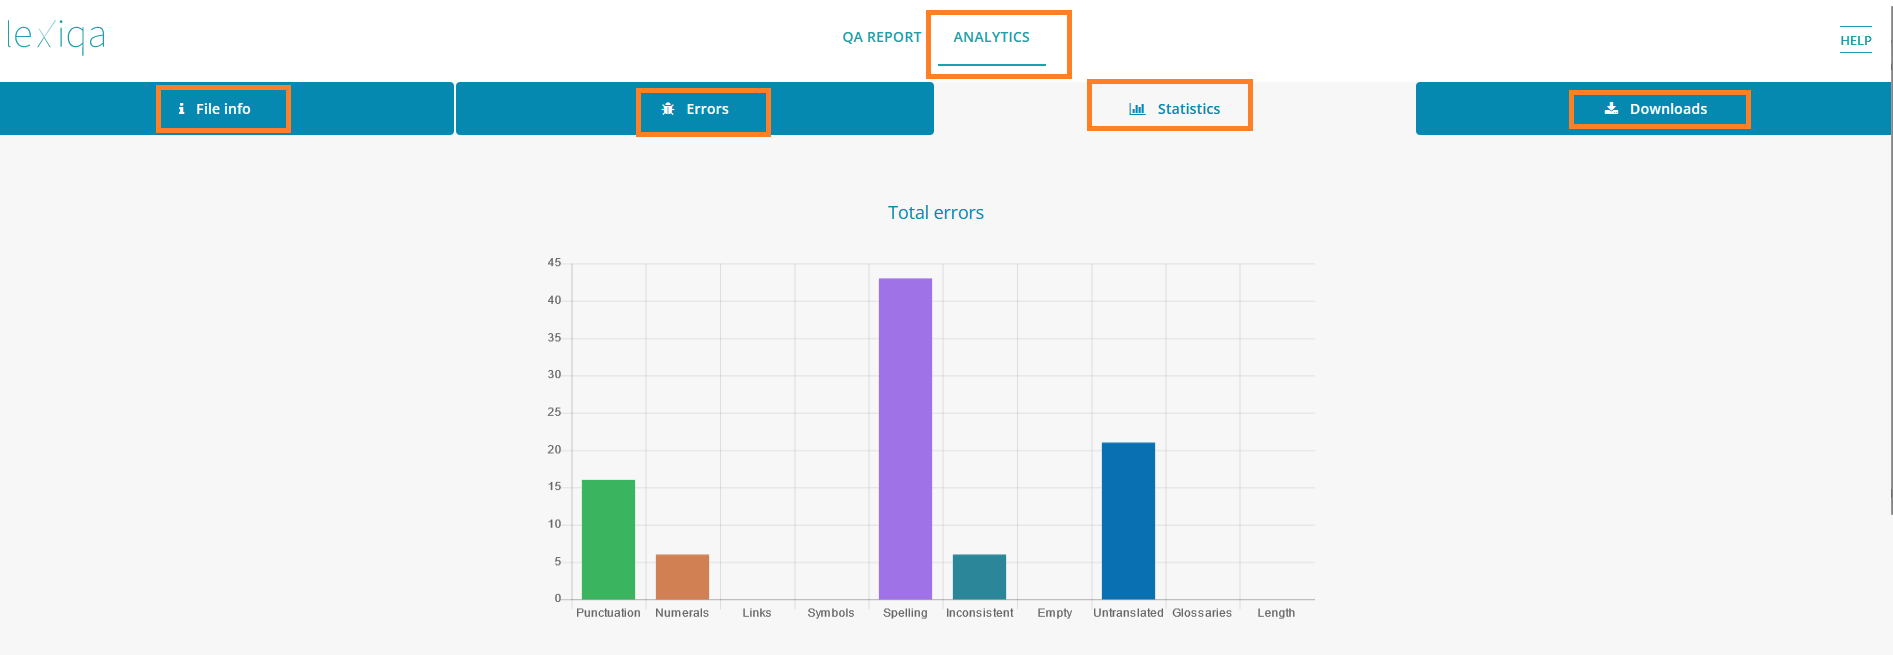 lexiqa
QA REPORT ANALYTICS
HELP
File info Errors Statistics Downloads
Total errors
45
40
35
30
25
20
15
10
5
0
Punctuation Numerals Links Symbols Spelling Inconsistent Empty Untranslated Glossaries Length